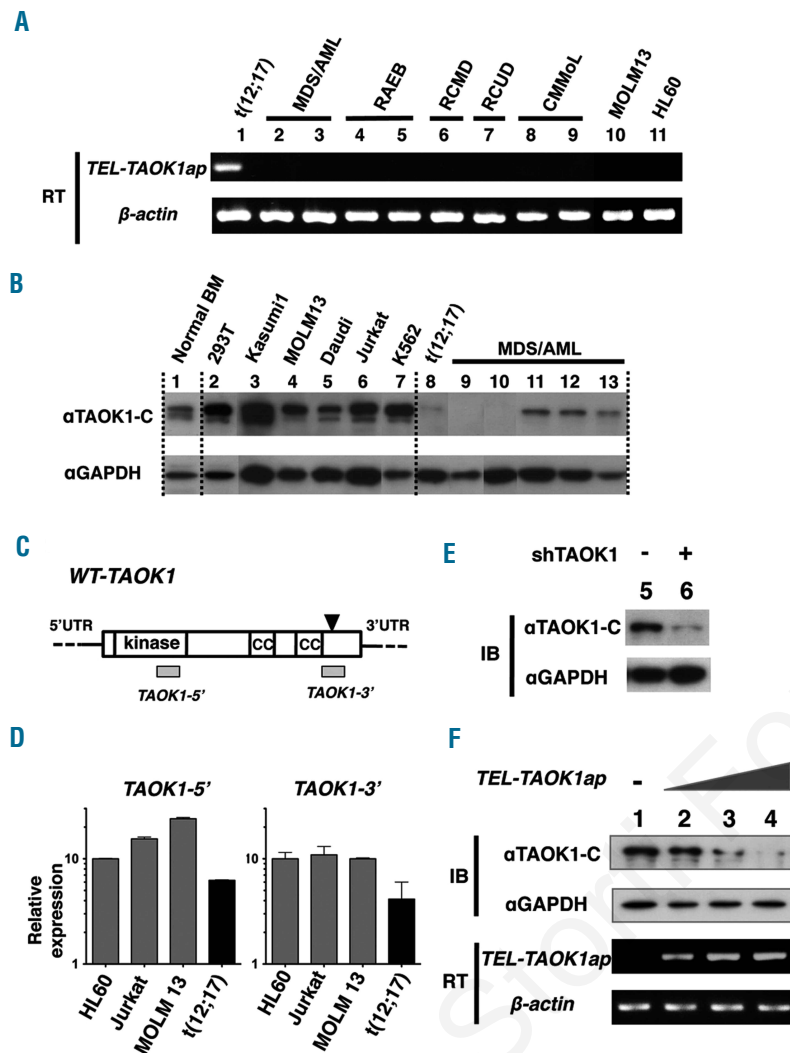 A
t(12;17) MDS/AML RAEB RCMD RCUD CMMoL MOLM13 HL60
1 2 3 4 5 6 7 8 9 10 11
RT
TEL-TAOK1ap
β-actin
B
Normal BM 293T Kasumi1 MOLM13 Daudi Jurkat K562 t(12;17) MDS/AML
1 2 3 4 5 6 7 8 9 10 11 12 13
αTAOK1-C
αGAPDH
C
WT-TAOK1
5'UTR 3'UTR
kinase CC CC
TAOK1-5' TAOK1-3'
D
TAOK1-5' TAOK1-3'
Relative expression
10
1
10
1
HL60 Jurkat MOLM 13 t(12;17)
HL60 Jurkat MOLM 13 t(12;17)
E
shTAOK1 - +
5 6
IB
αTAOK1-C
αGAPDH
F
TEL-TAOK1ap -
1 2 3 4
IB
αTAOK1-C
αGAPDH
RT
TEL-TAOK1ap
β-actin